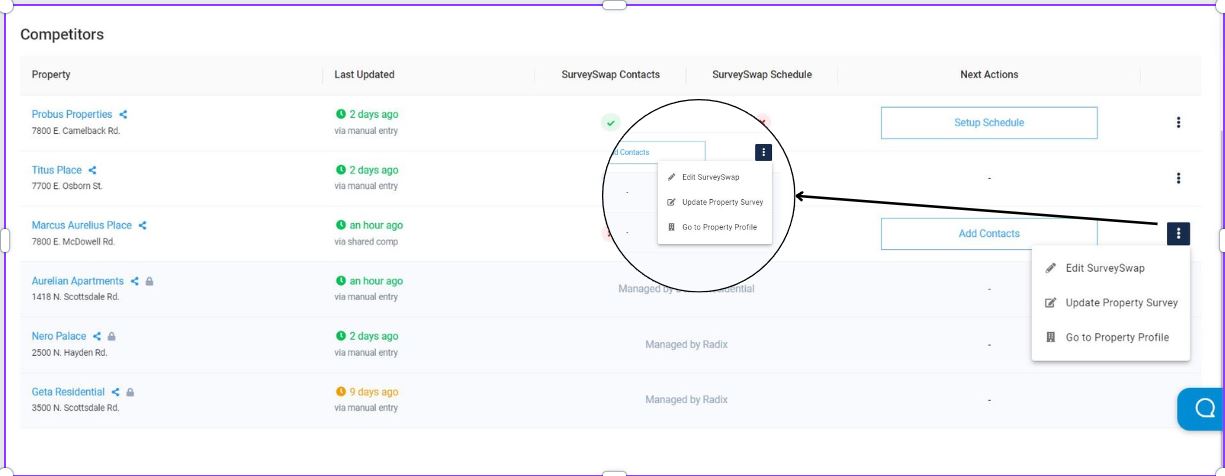 Competitors
Property Last Updated SurveySwap Contacts SurveySwap Schedule Next Actions
Probus Properties 2 days ago Setup Schedule
7800 E. Camelback Rd. via manual entry
Titus Place 2 days ago -
7700 E. Osborn St. via manual entry
Marcus Aurelius Place an hour ago Add Contacts
7800 E. McDowell Rd. via shared comp
Aurelian Apartments an hour ago Managed by -
1418 N. Scottsdale Rd. via manual entry
Nero Palace 2 days ago Managed by Radix -
2500 N. Hayden Rd. via manual entry
Geta Residential 9 days ago Managed by Radix -
3500 N. Scottsdale Rd. via manual entry
Contacts
Edit SurveySwap
- Update Property Survey
- Go to Property Profile
Edit SurveySwap
Update Property Survey
Go to Property Profile